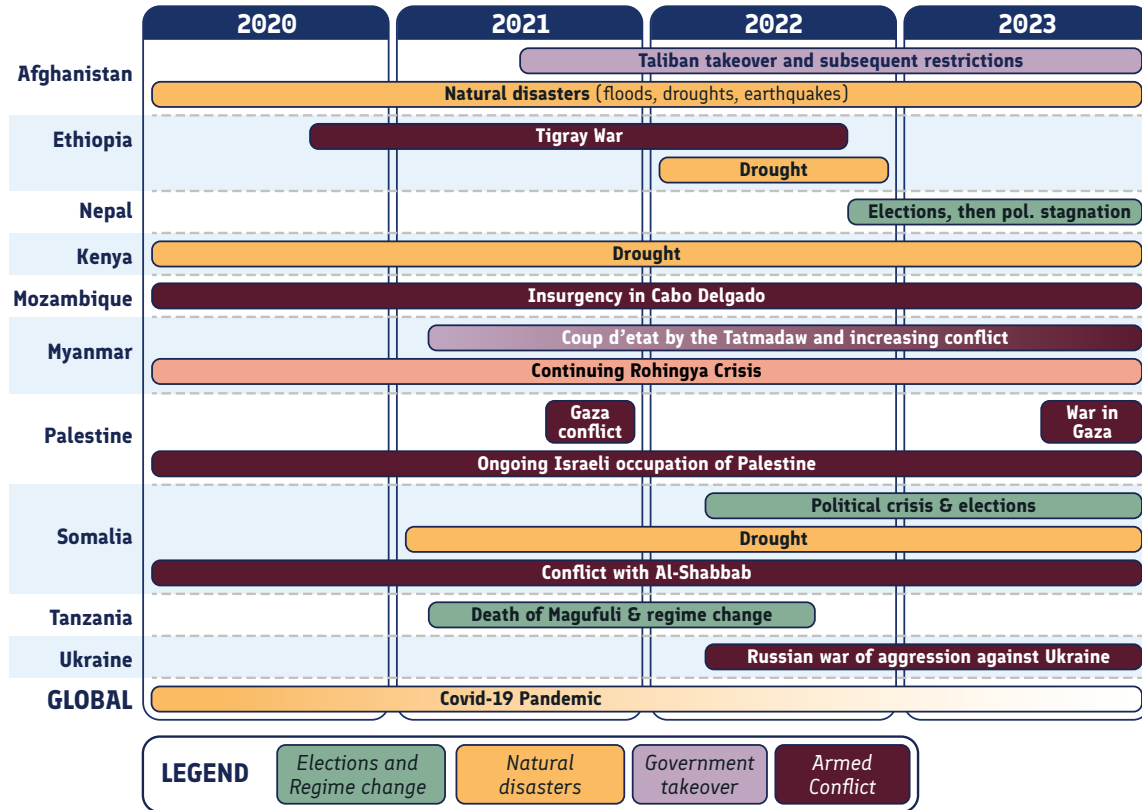 2020 2021 2022 2023
Afghanistan
Taliban takeover and subsequent restrictions
Natural disasters (floods, droughts, earthquakes)
Ethiopia
Tigray War
Drought
Nepal
Elections, then pol. stagnation
Kenya
Drought
Mozambique
Insurgency in Cabo Delgado
Myanmar
Coup d'etat by the Tatmadaw and increasing conflict
Continuing Rohingya Crisis
Palestine
Gaza
conflict
War in
Gaza
Ongoing Israeli occupation of Palestine
Somalia
Political crisis & elections
Drought
Conflict with Al-Shabbab
Tanzania
Death of Magufuli & regime change
Ukraine
Russian war of aggression against Ukraine
GLOBAL
Covid-19 Pandemic
LEGEND
Elections and
Regime change
Natural
disasters
Government
takeover
Armed
Conflict